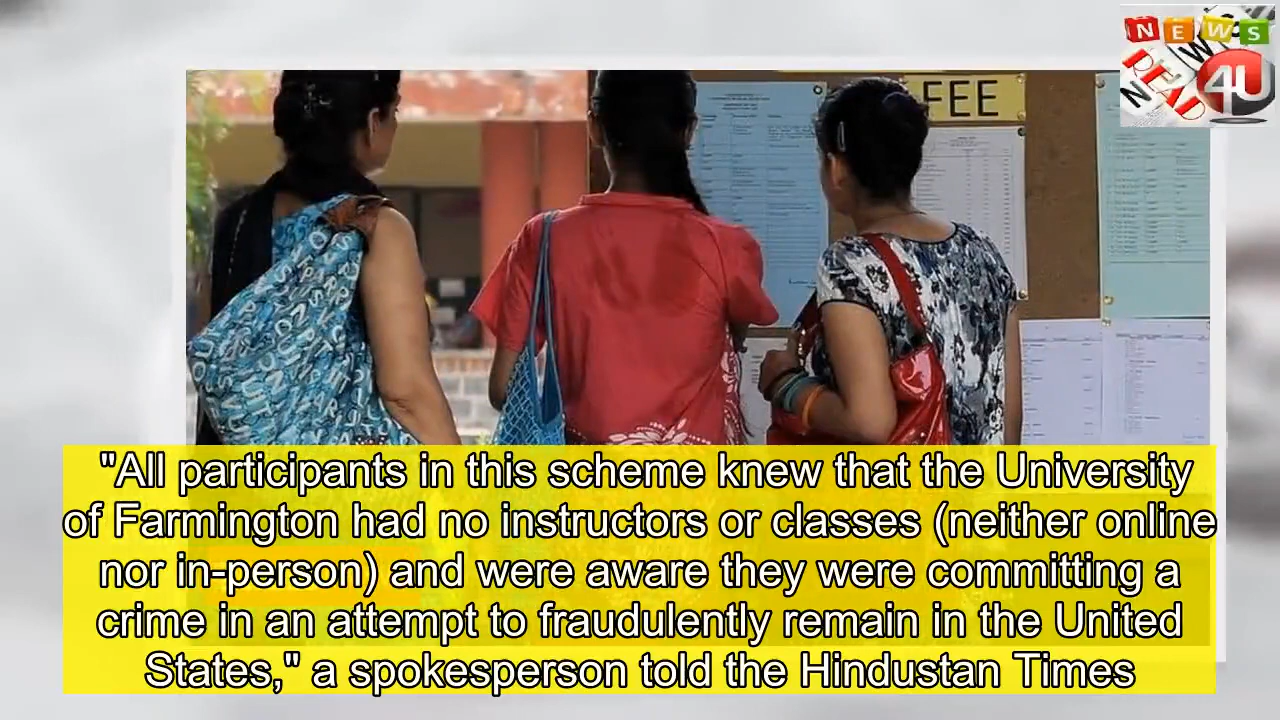 NEWS
READ
N
4U
FEE
"All participants in this scheme knew that the University
of Farmington had no instructors or classes (neither online
nor in-person) and were aware they were committing a
crime in an attempt to fraudulently remain in the United
States," a spokesperson told the Hindustan Times